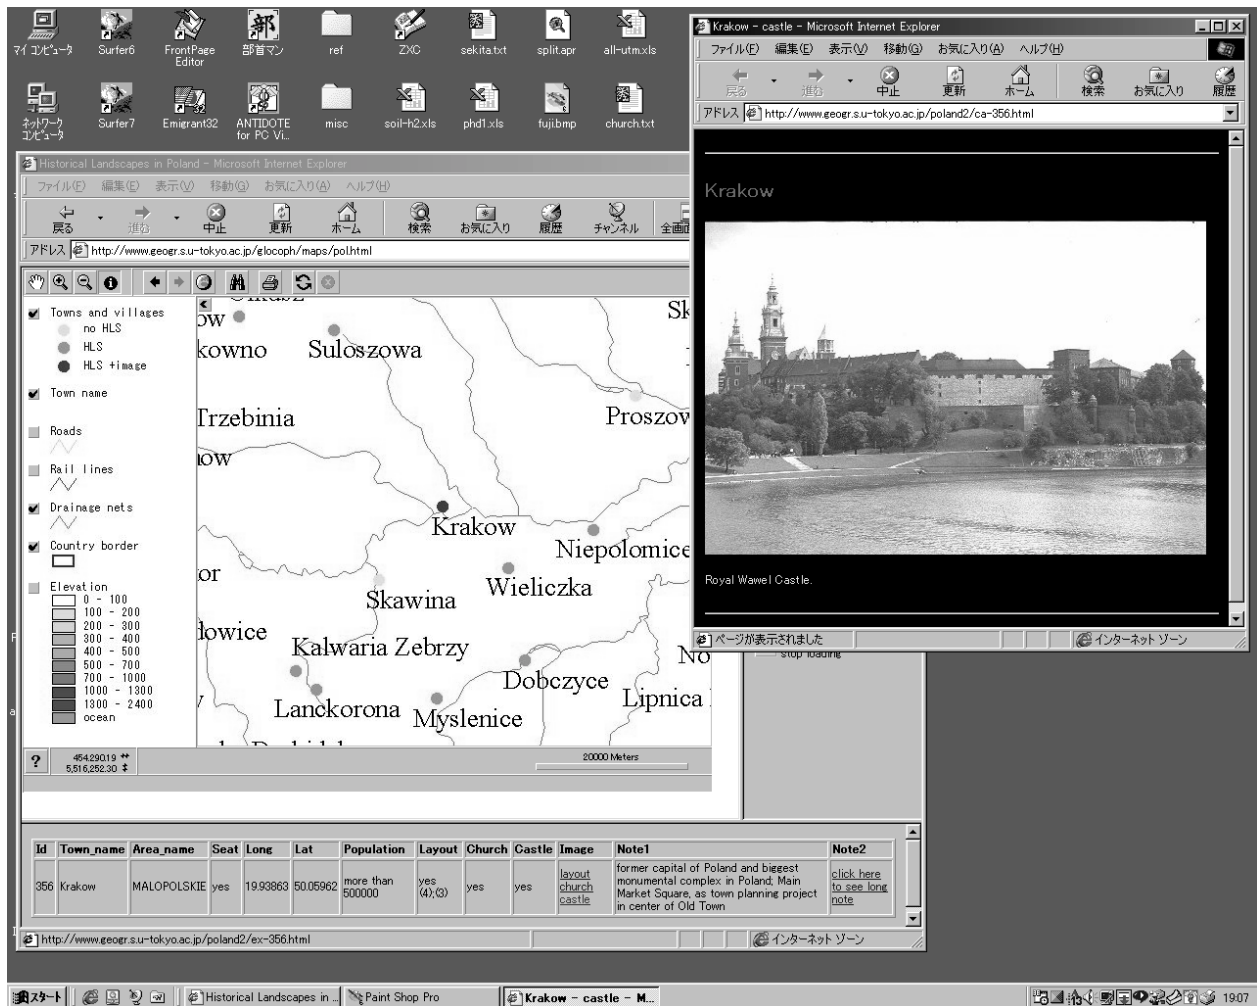 マイ コンピュータ
Surfer6
FrontPage Editor
部首マン
ref
ZXC
sekita.txt
split.apr
all-utm.xls
ネットワーク コンピュータ
Surfer7
Emigrant32
ANTIDOTE for PC Vi...
misc
soil-h2.xls
phd1.xls
fuji.bmp
church.txt
Historical Landscapes in Poland - Microsoft Internet Explorer
ファイル(F) 編集(E) 表示(V) 移動(G) お気に入り(A) ヘルプ(H)
戻る 進む 中止 更新 ホーム 検索 お気に入り 履歴 チャンネル 全画面
アドレス http://www.geogr.s.u-tokyo.ac.jp/glocoph/maps/pol.html
Towns and villages
no HLS
HLS
HLS +image
Town name
Roads
Rail lines
Drainage nets
Country border
Elevation
0 - 100
100 - 200
200 - 300
300 - 400
400 - 500
500 - 700
700 - 1000
1000 - 1300
1300 - 2400
ocean
ow
Sk
kowno
Suloszowa
Trzebinia
Proszow
now
Krakow
Niepolomice
or
Wieliczka
Skawina
dowice
Kalwaria Zebrzy
No
Dobczyce
Lanckorona
Lipnica
Myslenice
?
454,290.19
5,516,252.30
20000 Meters
stop loading
Id Town_name Area_name Seat Long Lat Population Layout Church Castle Image Note1 Note2
356 Krakow MALOPOLSKIE yes 19.93863 50.05962 more than 500000 yes (4);(3) yes yes layout church castle
former capital of Poland and biggest
monumental complex in Poland; Main
Market Square, as town planning project
in center of Old Town
click here
to see long
note
http://www.geogr.s.u-tokyo.ac.jp/poland2/ex-356.html
インターネット ゾーン
Krakow - castle - Microsoft Internet Explorer
ファイル(F) 編集(E) 表示(V) 移動(G) お気に入り(A) ヘルプ(H)
戻る 進む 中止 更新 ホーム 検索 お気に入り 履歴
アドレス http://www.geogr.s.u-tokyo.ac.jp/poland2/ca-356.html
Krakow
Royal Wawel Castle.
ページが表示されました
インターネット ゾーン
スタート
Historical Landscapes in ...
Paint Shop Pro
Krakow - castle - M...
19:07